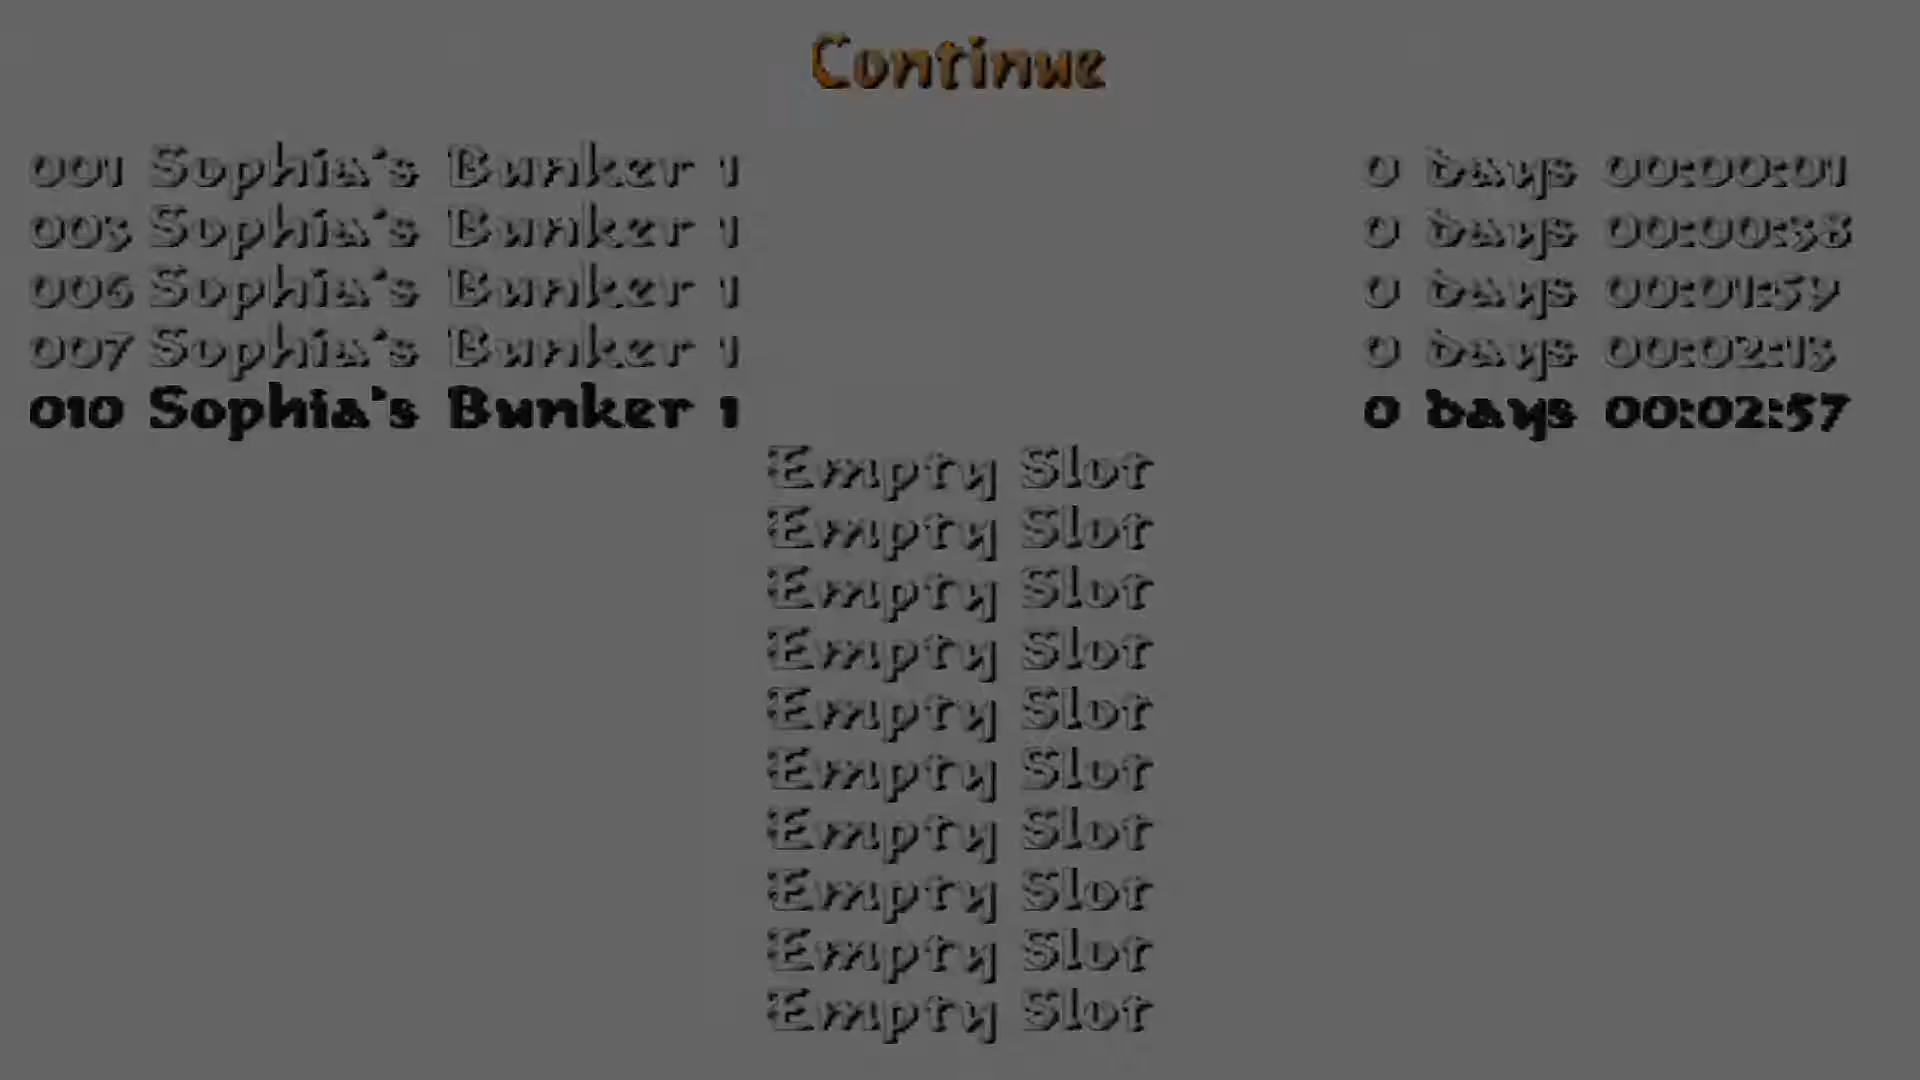 Continue
001 Sophia's Bunker 1 0 days 00:00:01
003 Sophia's Bunker 1 0 days 00:00:38
006 Sophia's Bunker 1 0 days 00:01:59
007 Sophia's Bunker 1 0 days 00:02:13
010 Sophia's Bunker 1 0 days 00:02:57
Empty Slot
Empty Slot
Empty Slot
Empty Slot
Empty Slot
Empty Slot
Empty Slot
Empty Slot
Empty Slot
Empty Slot